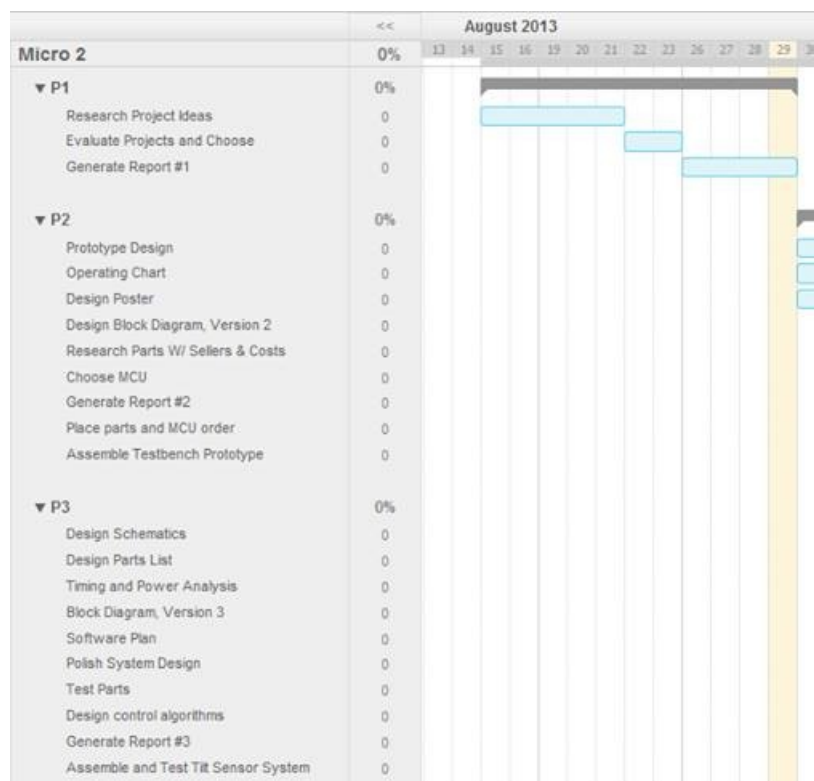 << August 2013
Micro 2 0% 13 14 15 16 19 20 21 22 23 26 27 28 29
▼ P1 0%
Research Project Ideas 0
Evaluate Projects and Choose 0
Generate Report #1 0
▼ P2 0%
Prototype Design 0
Operating Chart 0
Design Poster 0
Design Block Diagram, Version 2 0
Research Parts W/ Sellers & Costs 0
Choose MCU 0
Generate Report #2 0
Place parts and MCU order 0
Assemble Testbench Prototype 0
▼ P3 0%
Design Schematics 0
Design Parts List 0
Timing and Power Analysis 0
Block Diagram, Version 3 0
Software Plan 0
Polish System Design 0
Test Parts 0
Design control algorithms 0
Generate Report #3 0
Assemble and Test Tilt Sensor System 0